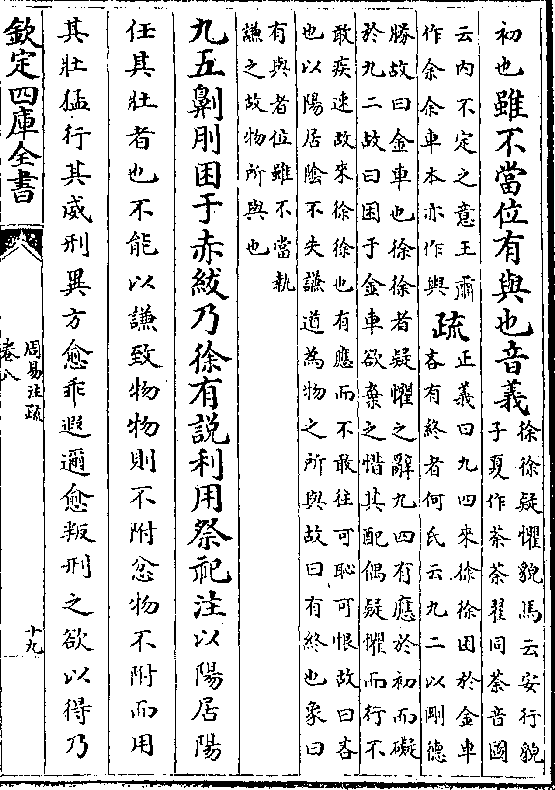 初也雖不當位有與也音義
徐徐疑懼貌馬云安行貌
子夏作荼荼翟同荼音圖
云内不定之意王肅
作余余車本亦作與
疏
正義曰九四來徐徐困於金車
吝有終者何氏云九二以剛德
勝故曰金車也徐徐者疑懼之辭九四有應於初而礙
於九二故曰困于金車欲棄之惜其配偶疑懼而行不
敢疾速故來徐徐也有應而不敢往可恥可恨故曰吝
也以陽居陰不失謙道為物之所與故曰有終也象曰
有與者位雖不當執
謙之故物所與也
九五劓刖困于赤紱乃徐有説利用祭祀注以陽居陽
任其壯者也不能以謙致物物則不附忿物不附而用
其壯猛行其威刑異方愈乖遐邇愈叛刑之欲以得乃
欽定四庫全書
周易注疏
卷八
十九